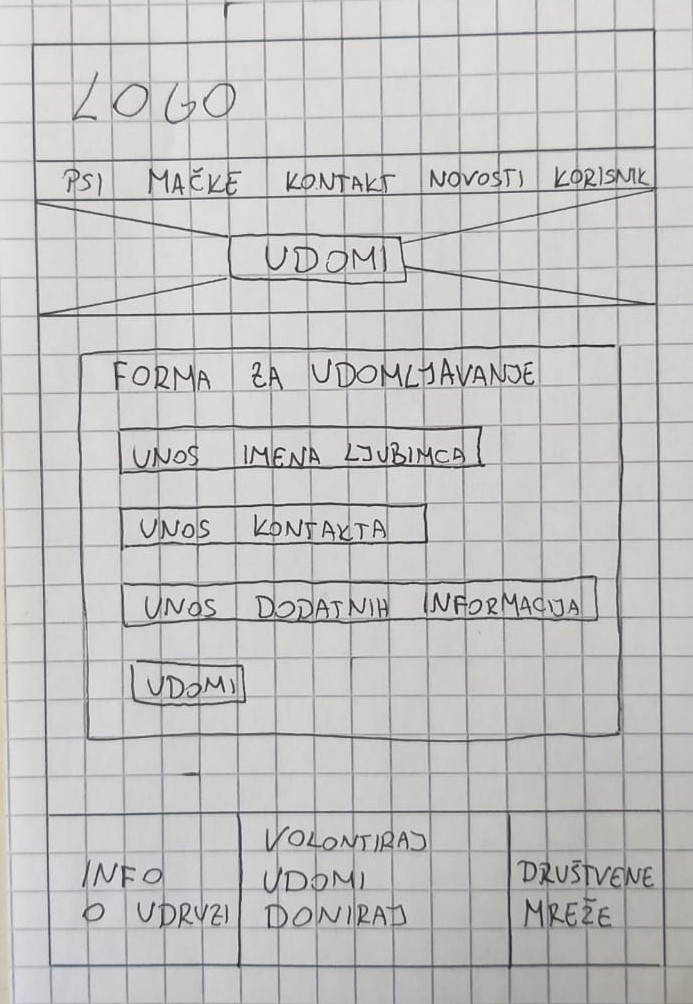 LOGO
PSI MAČKE KONTAKT NOVOSTI KORISNIK
UDOMI
FORMA ZA UDOMLJAVANJE
UNOS IMENA LJUBIMCA
UNOS KONTAKTA
UNOS DODATNIH INFORMACIJA
UDOMI
INFO
O UDRUZI
VOLONTIRAJ
UDOMI
DONIRAJ
DRUŠTVENE
MREŽE